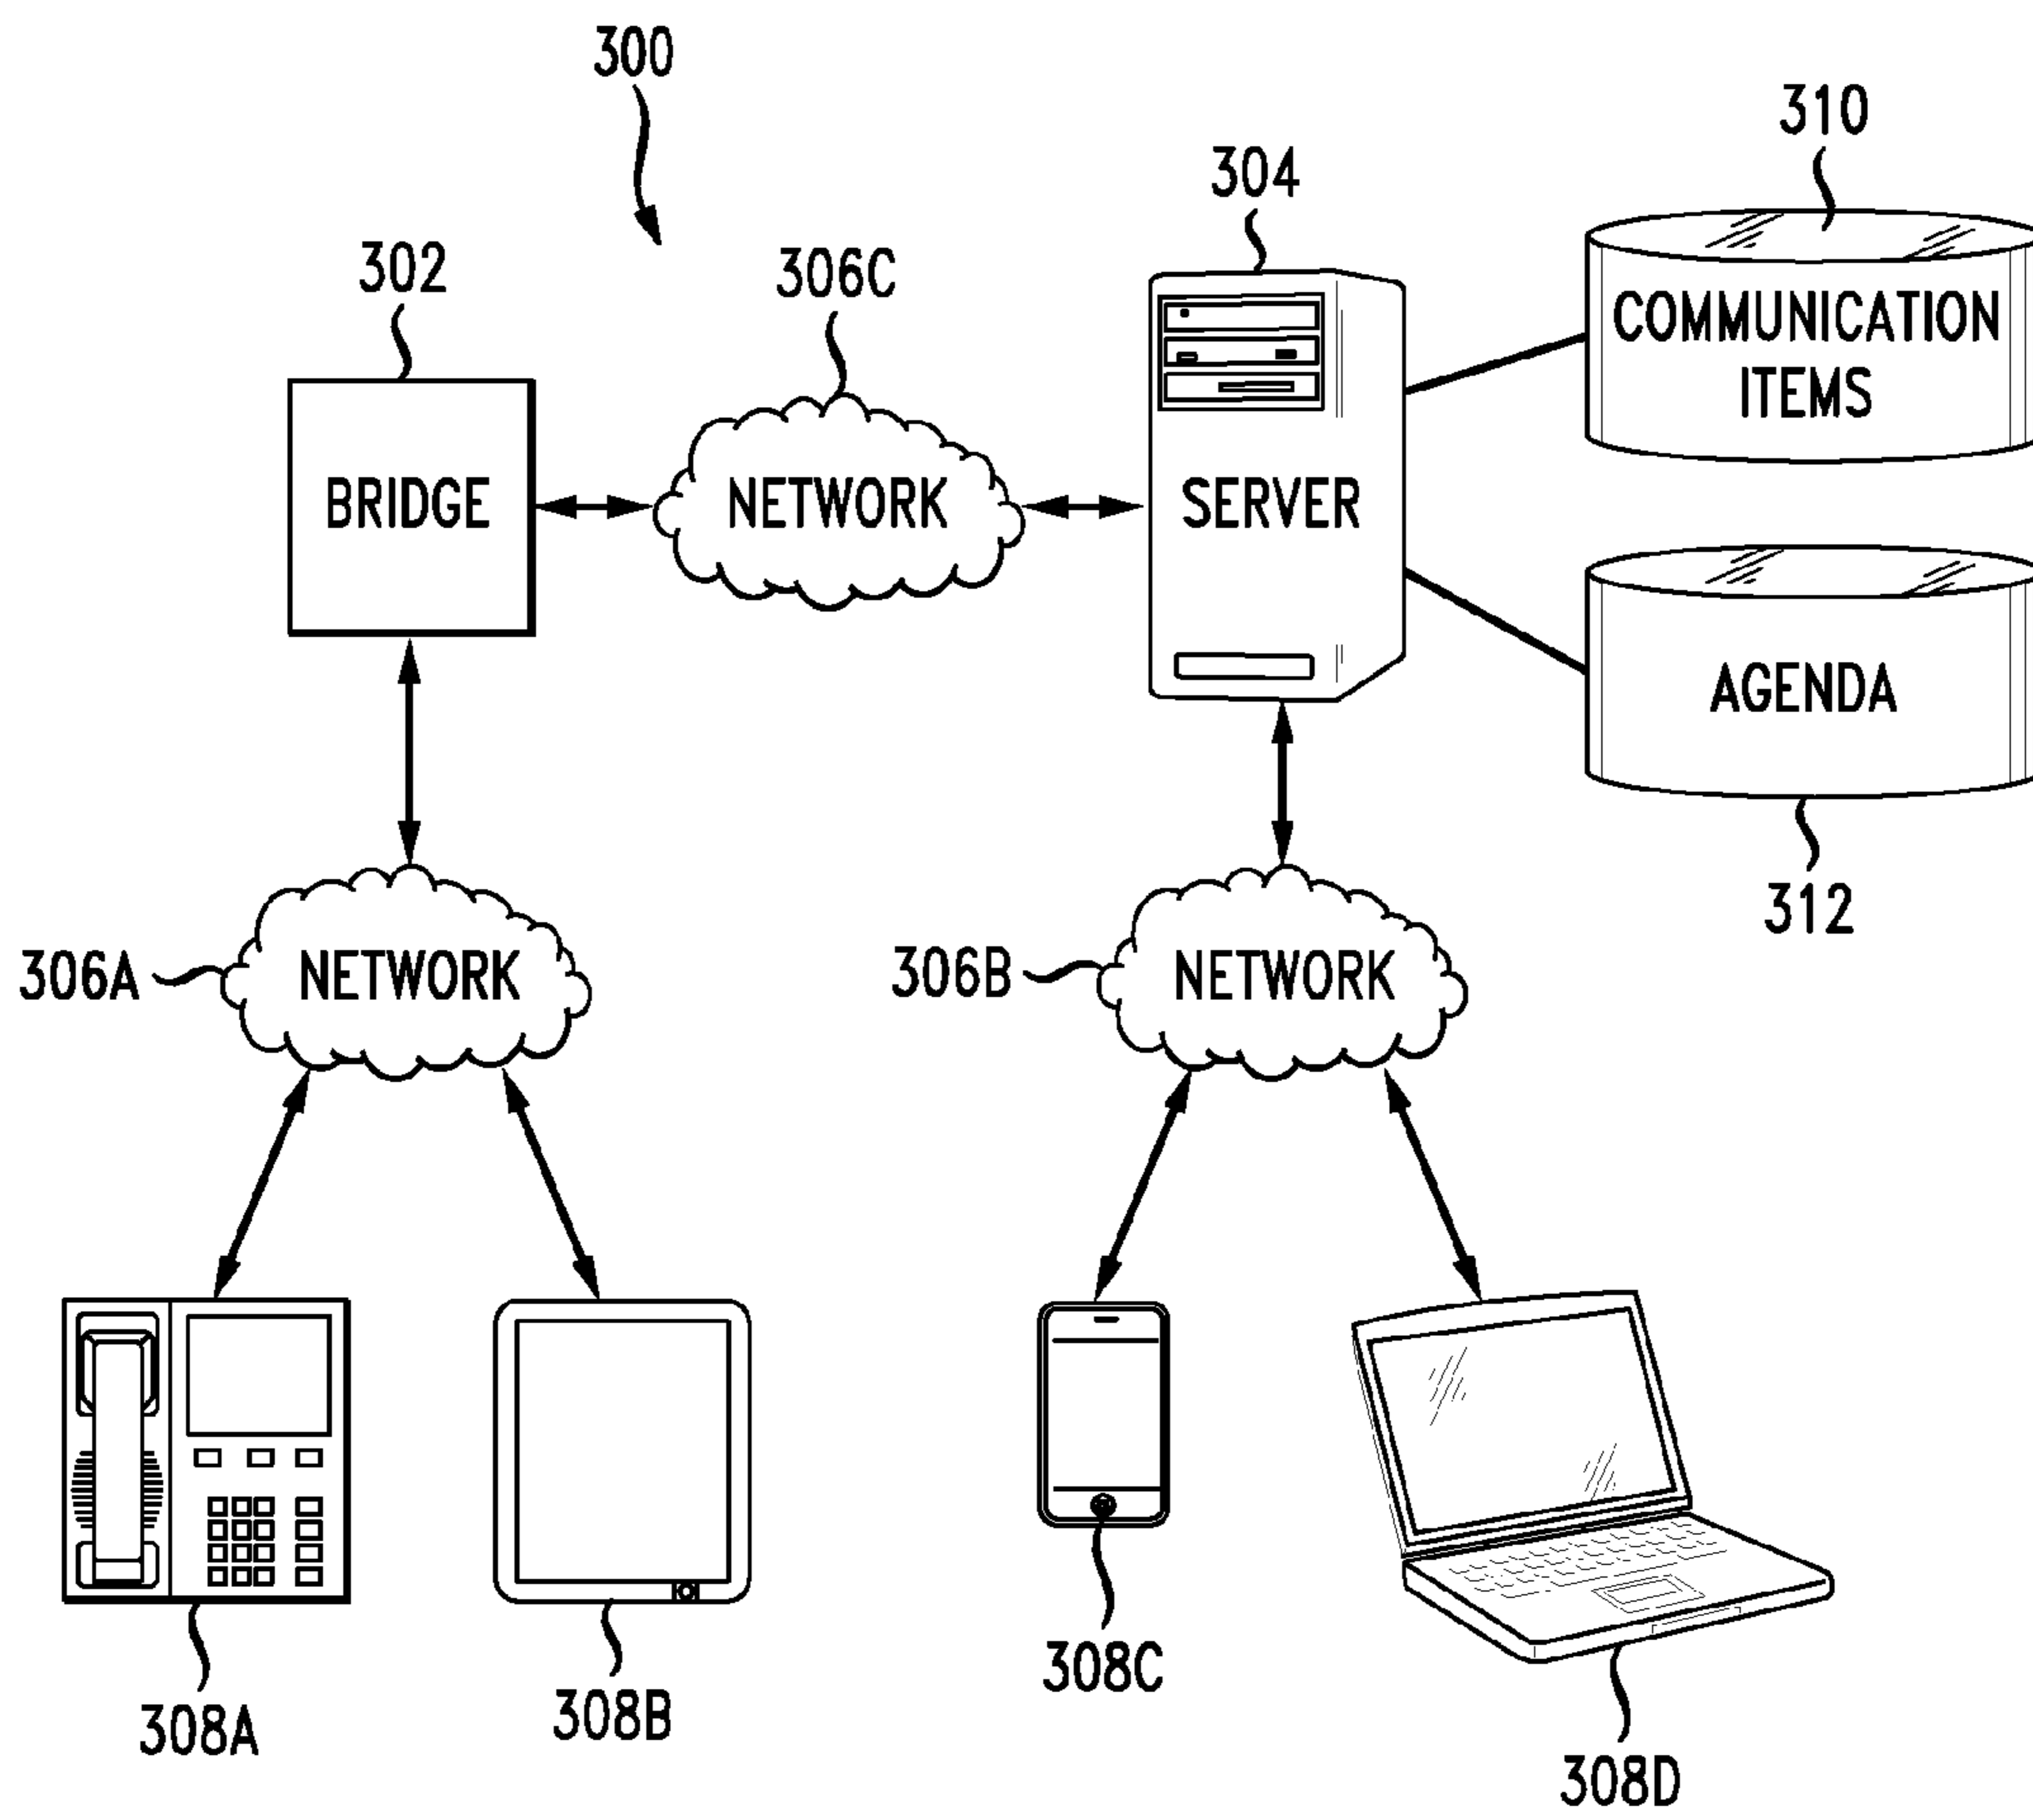 300
310
304
302
306C
COMMUNICATION
ITEMS
BRIDGE
NETWORK
SERVER
AGENDA
312
306A
NETWORK
306B
NETWORK
308A
308B
308C
308D